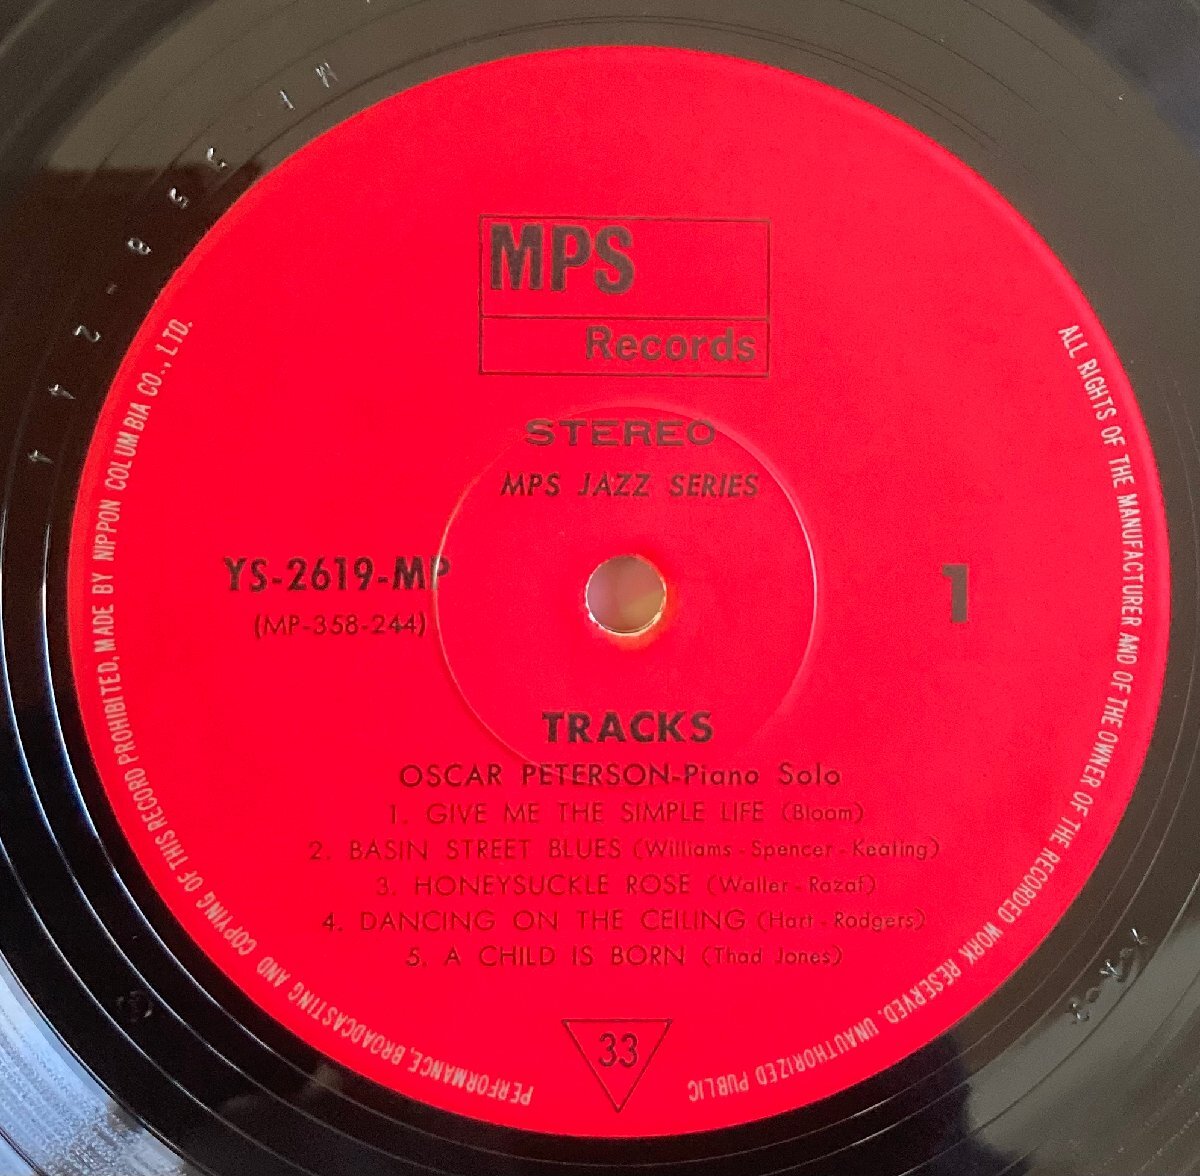 MPS
Records
STEREO
MPS JAZZ SERIES
YS-2619-MP
(MP-358-244)
1
TRACKS
OSCAR PETERSON-Piano Solo
1. GIVE ME THE SIMPLE LIFE (Bloom)
2. BASIN STREET BLUES (Williams - Spencer - Keating)
3. HONEYSUCKLE ROSE (Waller - Razaf)
4. DANCING ON THE CEILING (Hart - Rodgers)
5. A CHILD IS BORN (Thad Jones)
33
ALL RIGHTS OF THE MANUFACTURER AND OF THE OWNER OF THE RECORDED WORK RESERVED. UNAUTHORIZED PUBLIC PERFORMANCE, BROADCASTING AND COPYING OF THIS RECORD PROHIBITED, MADE BY NIPPON COLUMBIA CO., LTD.